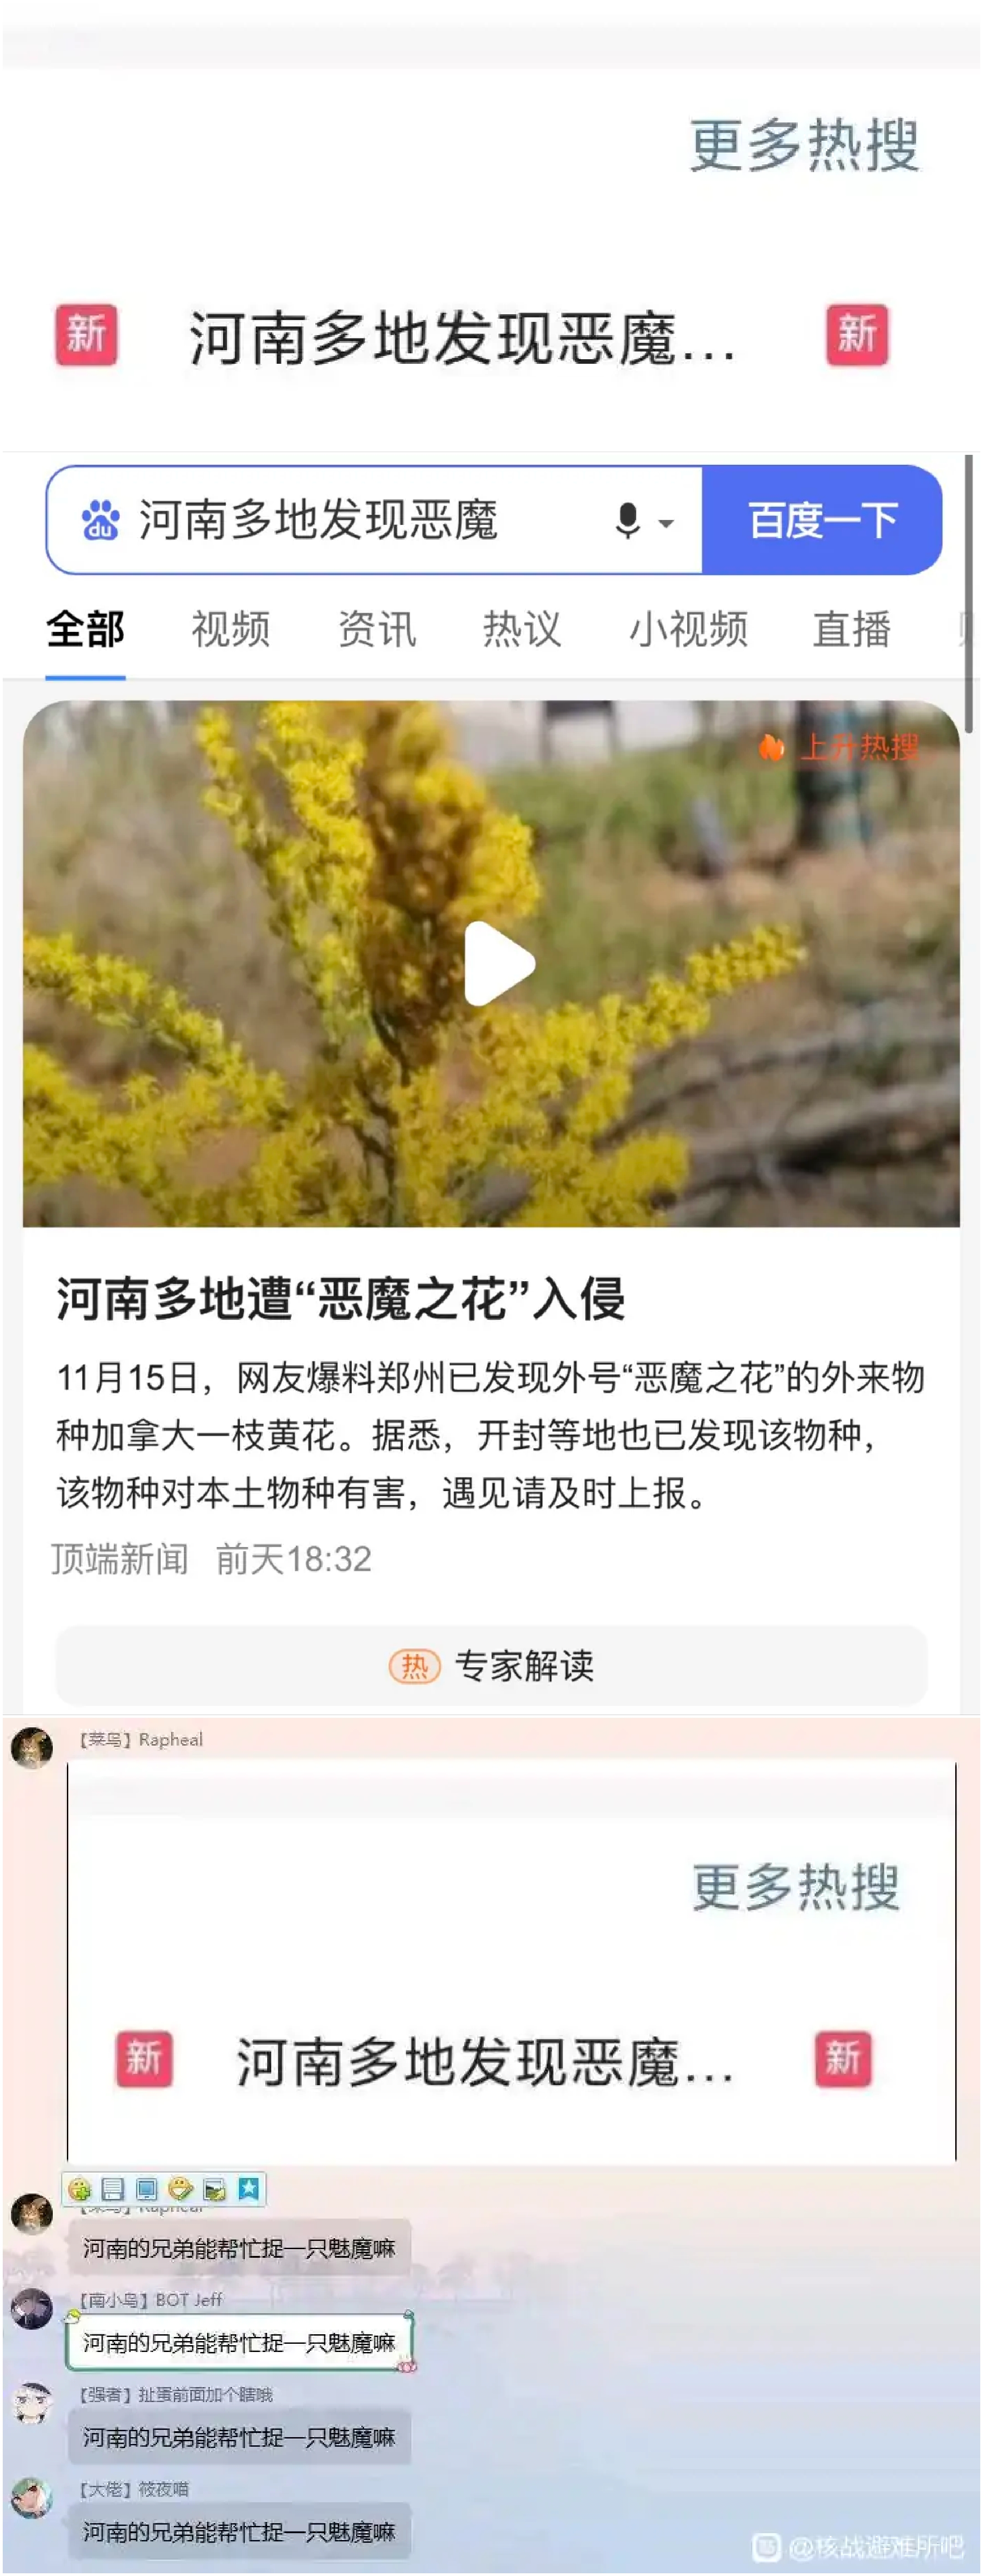 更多热搜
新 河南多地发现恶魔... 新
du 河南多地发现恶魔 百度一下
全部 视频 资讯 热议 小视频 直播
上升热搜
河南多地遭“恶魔之花”入侵
11月15日，网友爆料郑州已发现外号“恶魔之花”的外来物
种加拿大一枝黄花。据悉，开封等地也已发现该物种，
该物种对本土物种有害，遇见请及时上报。
顶端新闻 前天18:32
热 专家解读
【菜鸟】Rapheal
更多热搜
新 河南多地发现恶魔... 新
【菜鸟】Rapheal
河南的兄弟能帮忙捉一只魅魔嘛
【南小鸟】BOT Jeff
河南的兄弟能帮忙捉一只魅魔嘛
【强者】扯蛋前面加个瞎哦
河南的兄弟能帮忙捉一只魅魔嘛
【大佬】筱夜喵
河南的兄弟能帮忙捉一只魅魔嘛
@核战避难所吧